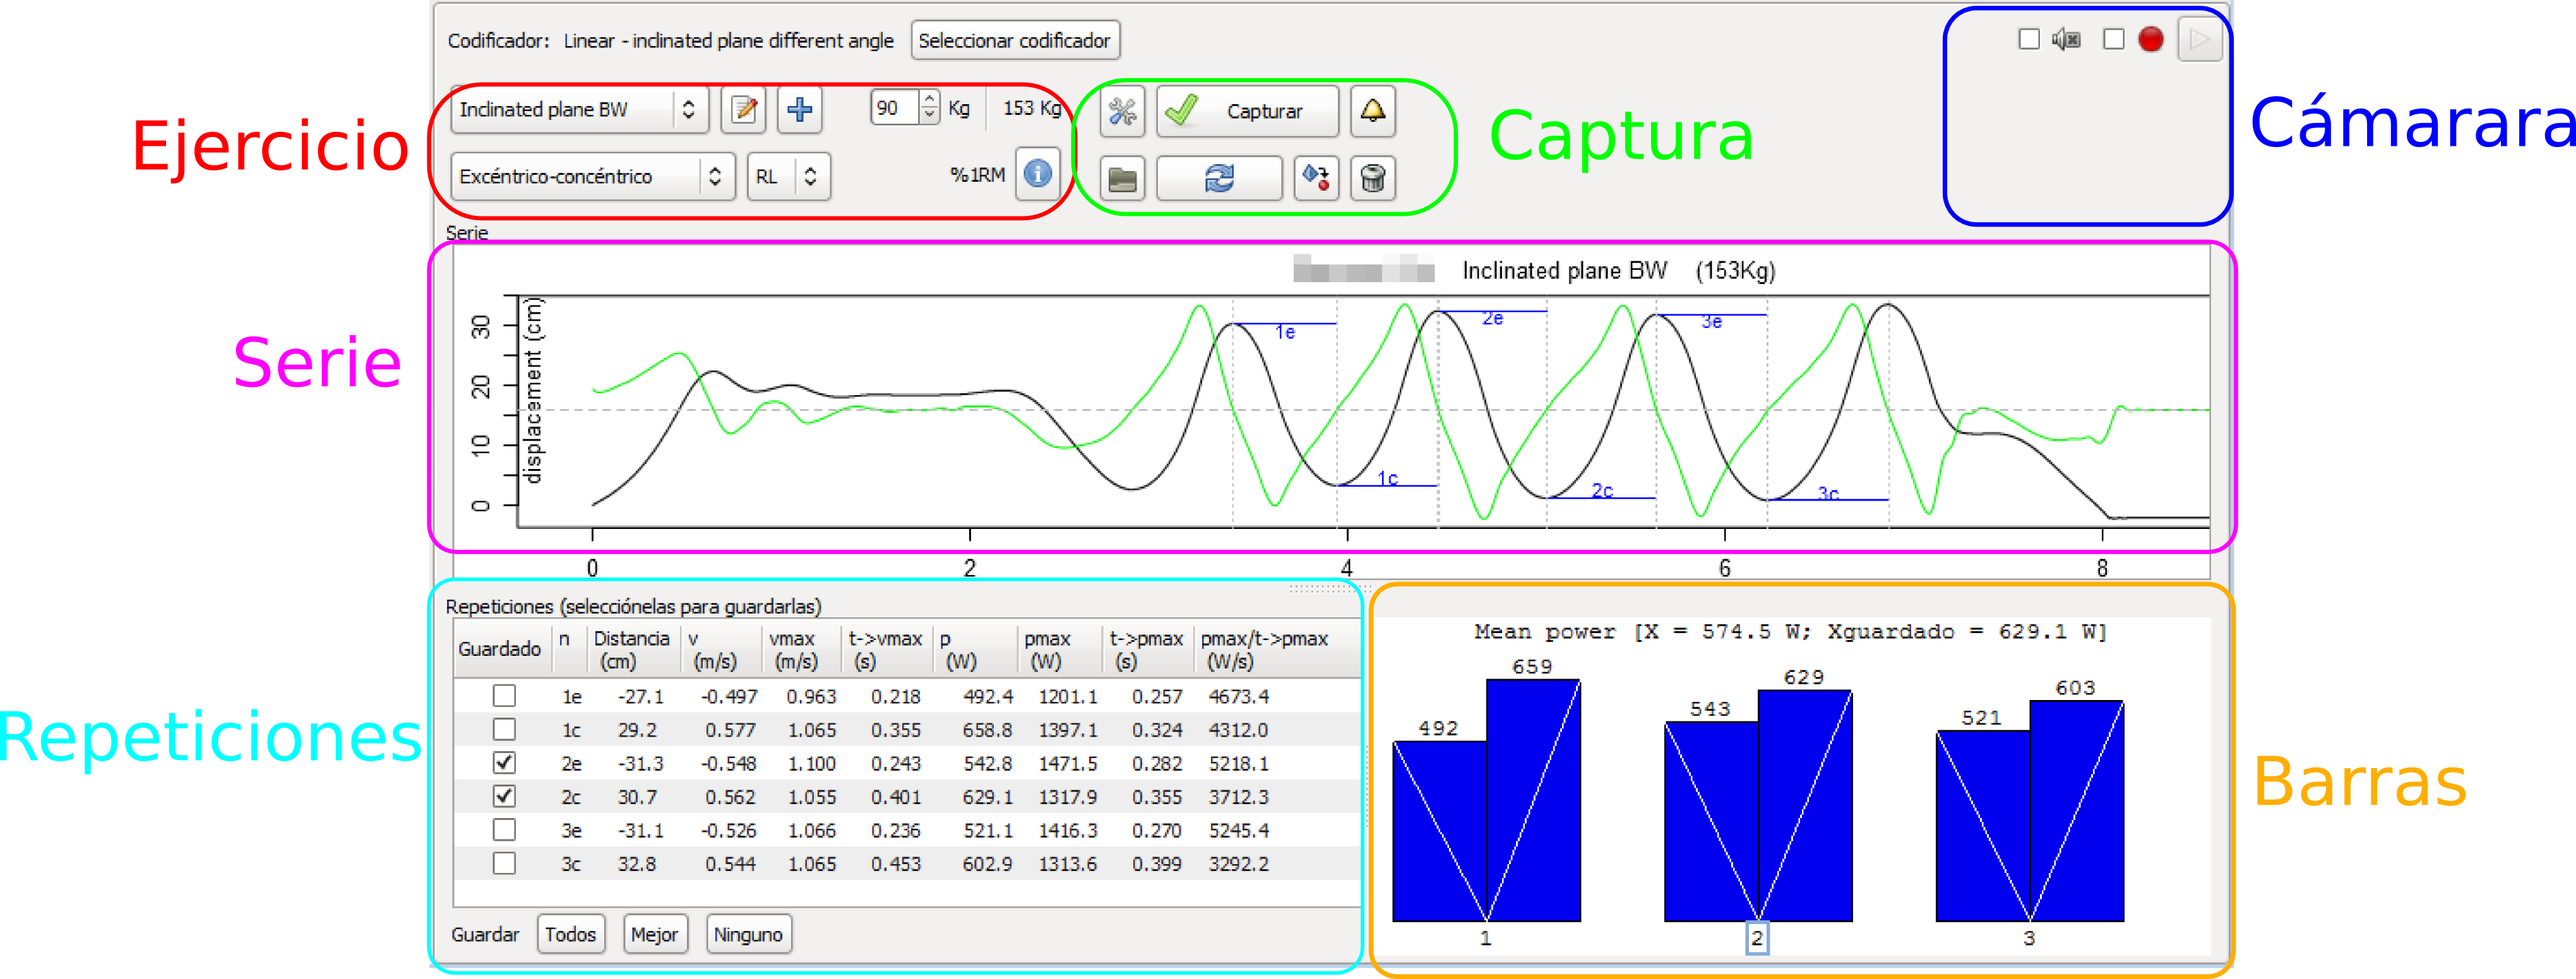 Codificador: Linear - inclinated plane different angle Seleccionar codificador
Inclinated plane BW 90 Kg 153 Kg Capturar
Ejercicio Captura Cámarara
Excéntrico-concéntrico RL %1RM
Serie
Inclinated plane BW (153Kg)
Serie
displacement (cm)
30
20
10
0
1e 2e 3e
1c 2c 3c
0 2 4 6 8
Repeticiones (selecciónelas para guardarlas)
Guardado n Distancia (cm) v (m/s) vmax (m/s) t->vmax (s) p (W) pmax (W) t->pmax (s) pmax/t->pmax (W/s)
1e -27.1 -0.497 0.963 0.218 492.4 1201.1 0.257 4673.4
1c 29.2 0.577 1.065 0.355 658.8 1397.1 0.324 4312.0
2e -31.3 -0.548 1.100 0.243 542.8 1471.5 0.282 5218.1
2c 30.7 0.562 1.055 0.401 629.1 1317.9 0.355 3712.3
3e -31.1 -0.526 1.066 0.236 521.1 1416.3 0.270 5245.4
3c 32.8 0.544 1.065 0.453 602.9 1313.6 0.399 3292.2
Guardar Todos Mejor Ninguno
Repeticiones
Mean power [X = 574.5 W; Xguardado = 629.1 W]
492 659 543 629 521 603
1 2 3
Barras